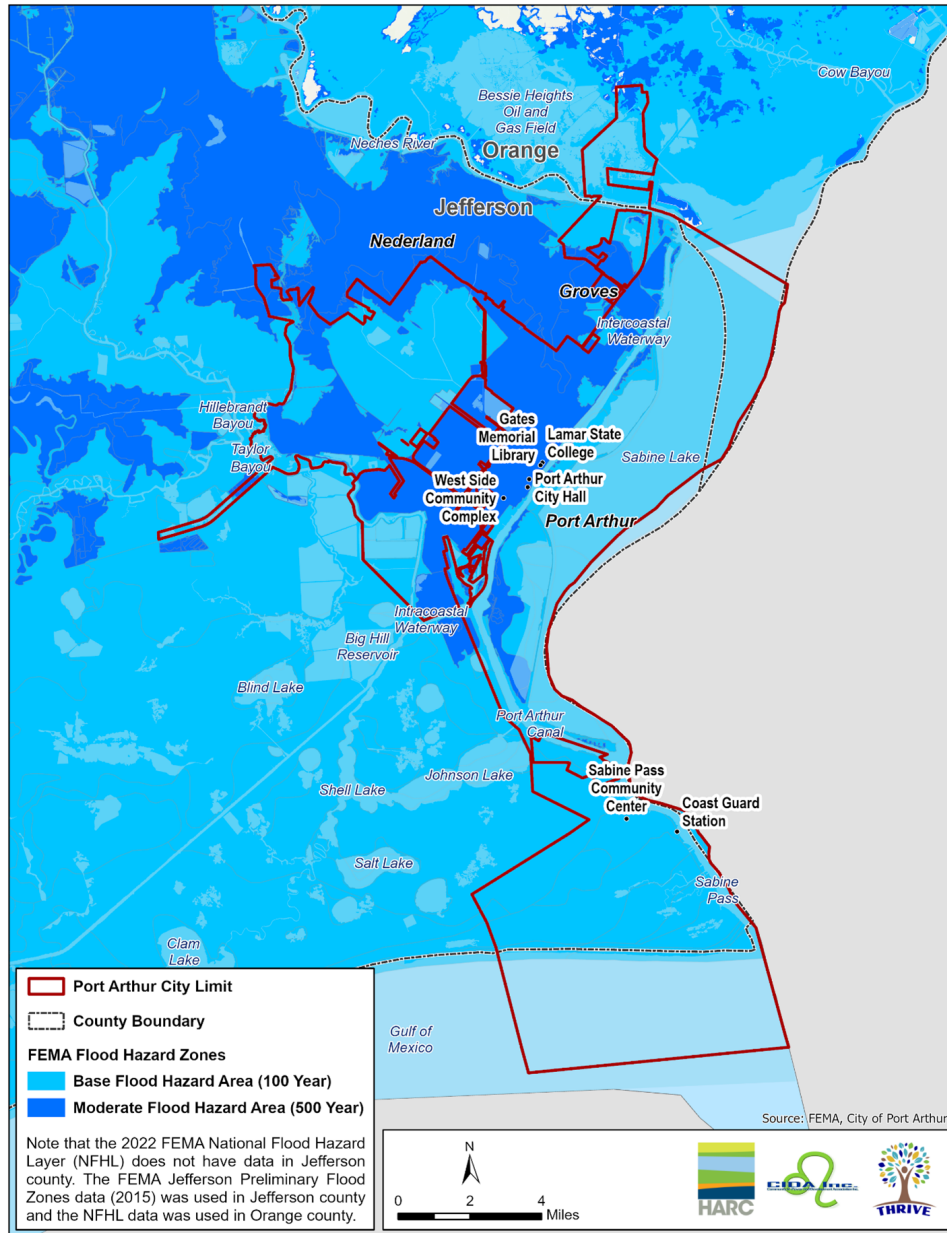 Cow Bayou
Bessie Heights
Oil and
Gas Field
Neches River
Orange
Jefferson
Nederland
Groves
Intercoastal
Waterway
Hillebrandt
Bayou
Taylor
Bayou
Gates
Memorial
Library
Lamar State
College
Sabine Lake
West Side
Community
Complex
Port Arthur
City Hall
Port Arthur
Intracoastal
Waterway
Big Hill
Reservoir
Blind Lake
Port Arthur
Canal
Johnson Lake
Shell Lake
Sabine Pass
Community
Center
Coast Guard
Station
Salt Lake
Sabine
Pass
Clam
Lake
Gulf of
Mexico
Port Arthur City Limit
County Boundary
FEMA Flood Hazard Zones
Base Flood Hazard Area (100 Year)
Moderate Flood Hazard Area (500 Year)
Note that the 2022 FEMA National Flood Hazard
Layer (NFHL) does not have data in Jefferson
county. The FEMA Jefferson Preliminary Flood
Zones data (2015) was used in Jefferson county
and the NFHL data was used in Orange county.
Source: FEMA, City of Port Arthur
N
0 2 4
Miles
HARC
CIDA Inc.
THRIVE